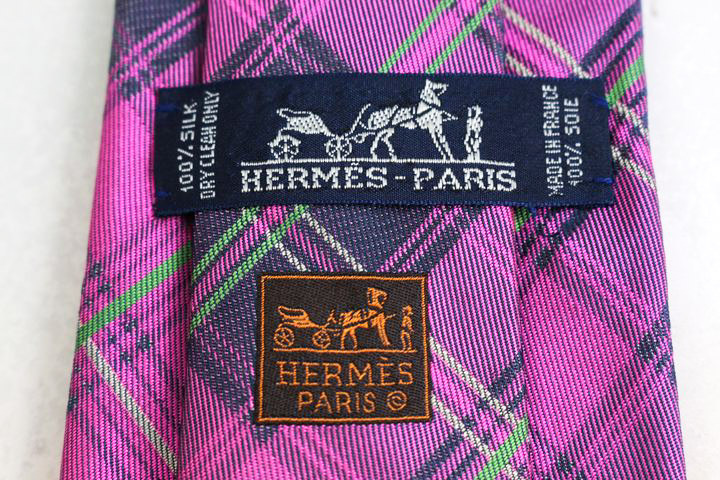 100% SILK
DRY CLEAN ONLY
HERMÈS-PARIS
MADE IN FRANCE
100% SOIE
HERMÈS
PARIS ©